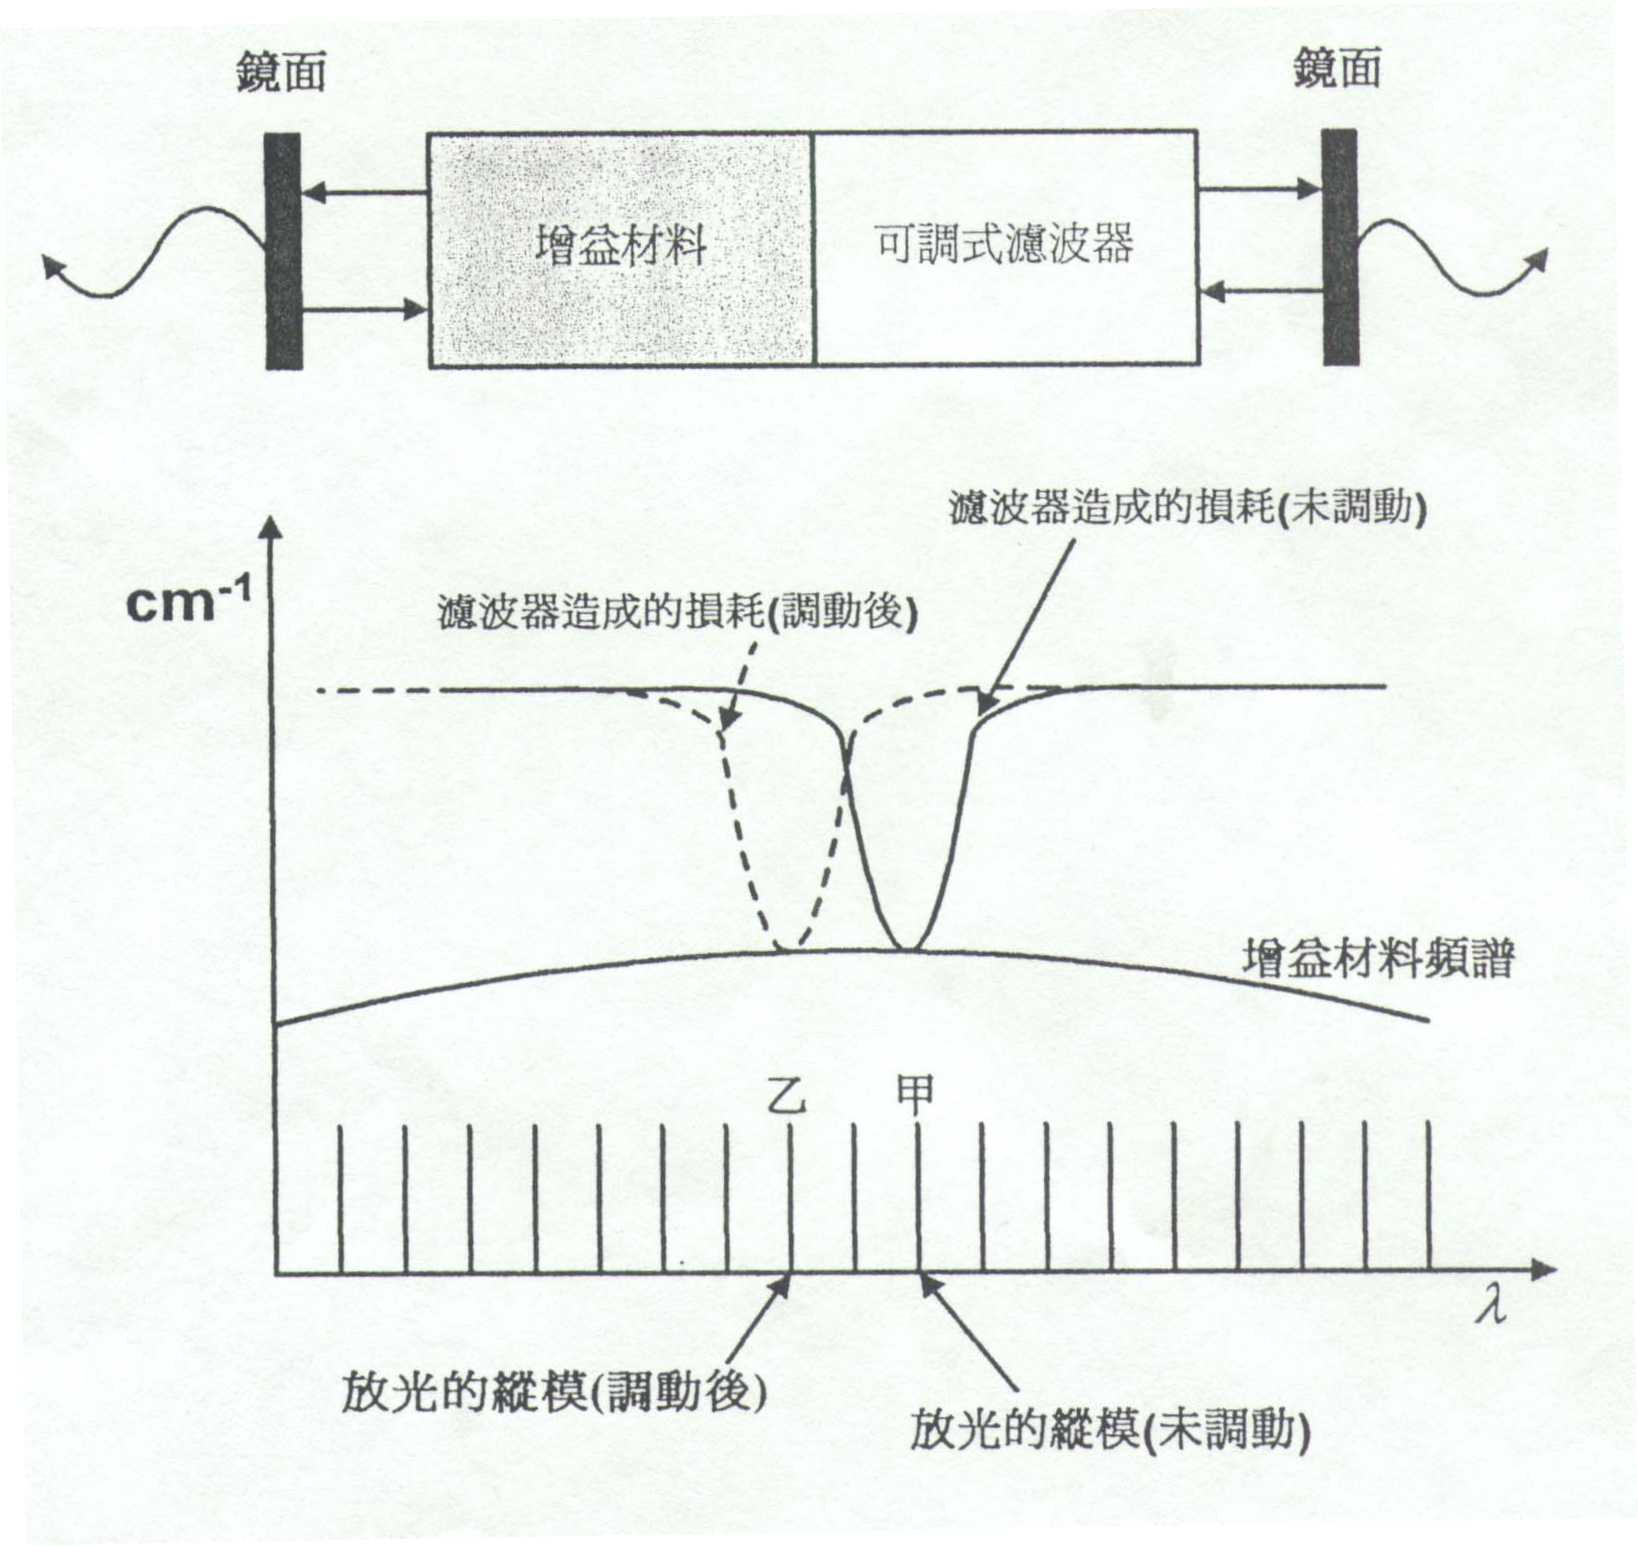 鏡面
鏡面
增益材料
可調式濾波器
濾波器造成的損耗(未調動)
cm-1
濾波器造成的損耗(調動後)
增益材料頻譜
乙
甲
λ
放光的縱模(調動後)
放光的縱模(未調動)